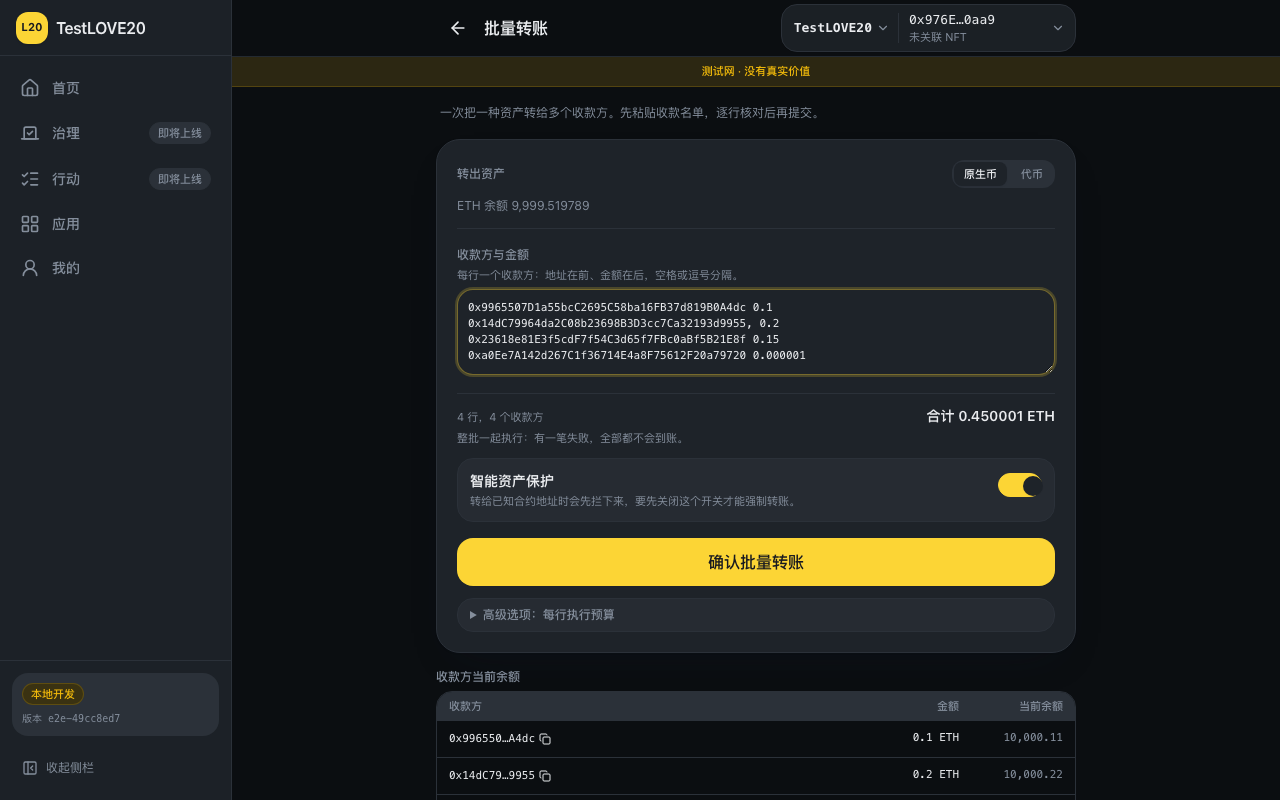 L20 TestLOVE20
首页
治理 即将上线
行动 即将上线
应用
我的
本地开发
版本 e2e-49cc8ed7
收起侧栏
批量转账
TestLOVE20
0x976E…0aa9
未关联 NFT
测试网 · 没有真实价值
一次把一种资产转给多个收款方。先粘贴收款名单，逐行核对后再提交。
转出资产 原生币 代币
ETH 余额 9,999.519789
收款方与金额
每行一个收款方：地址在前、金额在后，空格或逗号分隔。
0x9965507D1a55bcC2695C58ba16FB37d819B0A4dc 0.1
0x14dC79964da2C08b23698B3D3cc7Ca32193d9955, 0.2
0x23618e81E3f5cdF7f54C3d65f7FBc0aBf5B21E8f 0.15
0xa0Ee7A142d267C1f36714E4a8F75612F20a79720 0.000001
4 行，4 个收款方 合计 0.450001 ETH
整批一起执行：有一笔失败，全部都不会到账。
智能资产保护
转给已知合约地址时会先拦下来，要先关闭这个开关才能强制转账。
确认批量转账
高级选项：每行执行预算
收款方当前余额
收款方 金额 当前余额
0x996550…A4dc 0.1 ETH 10,000.11
0x14dC79…9955 0.2 ETH 10,000.22